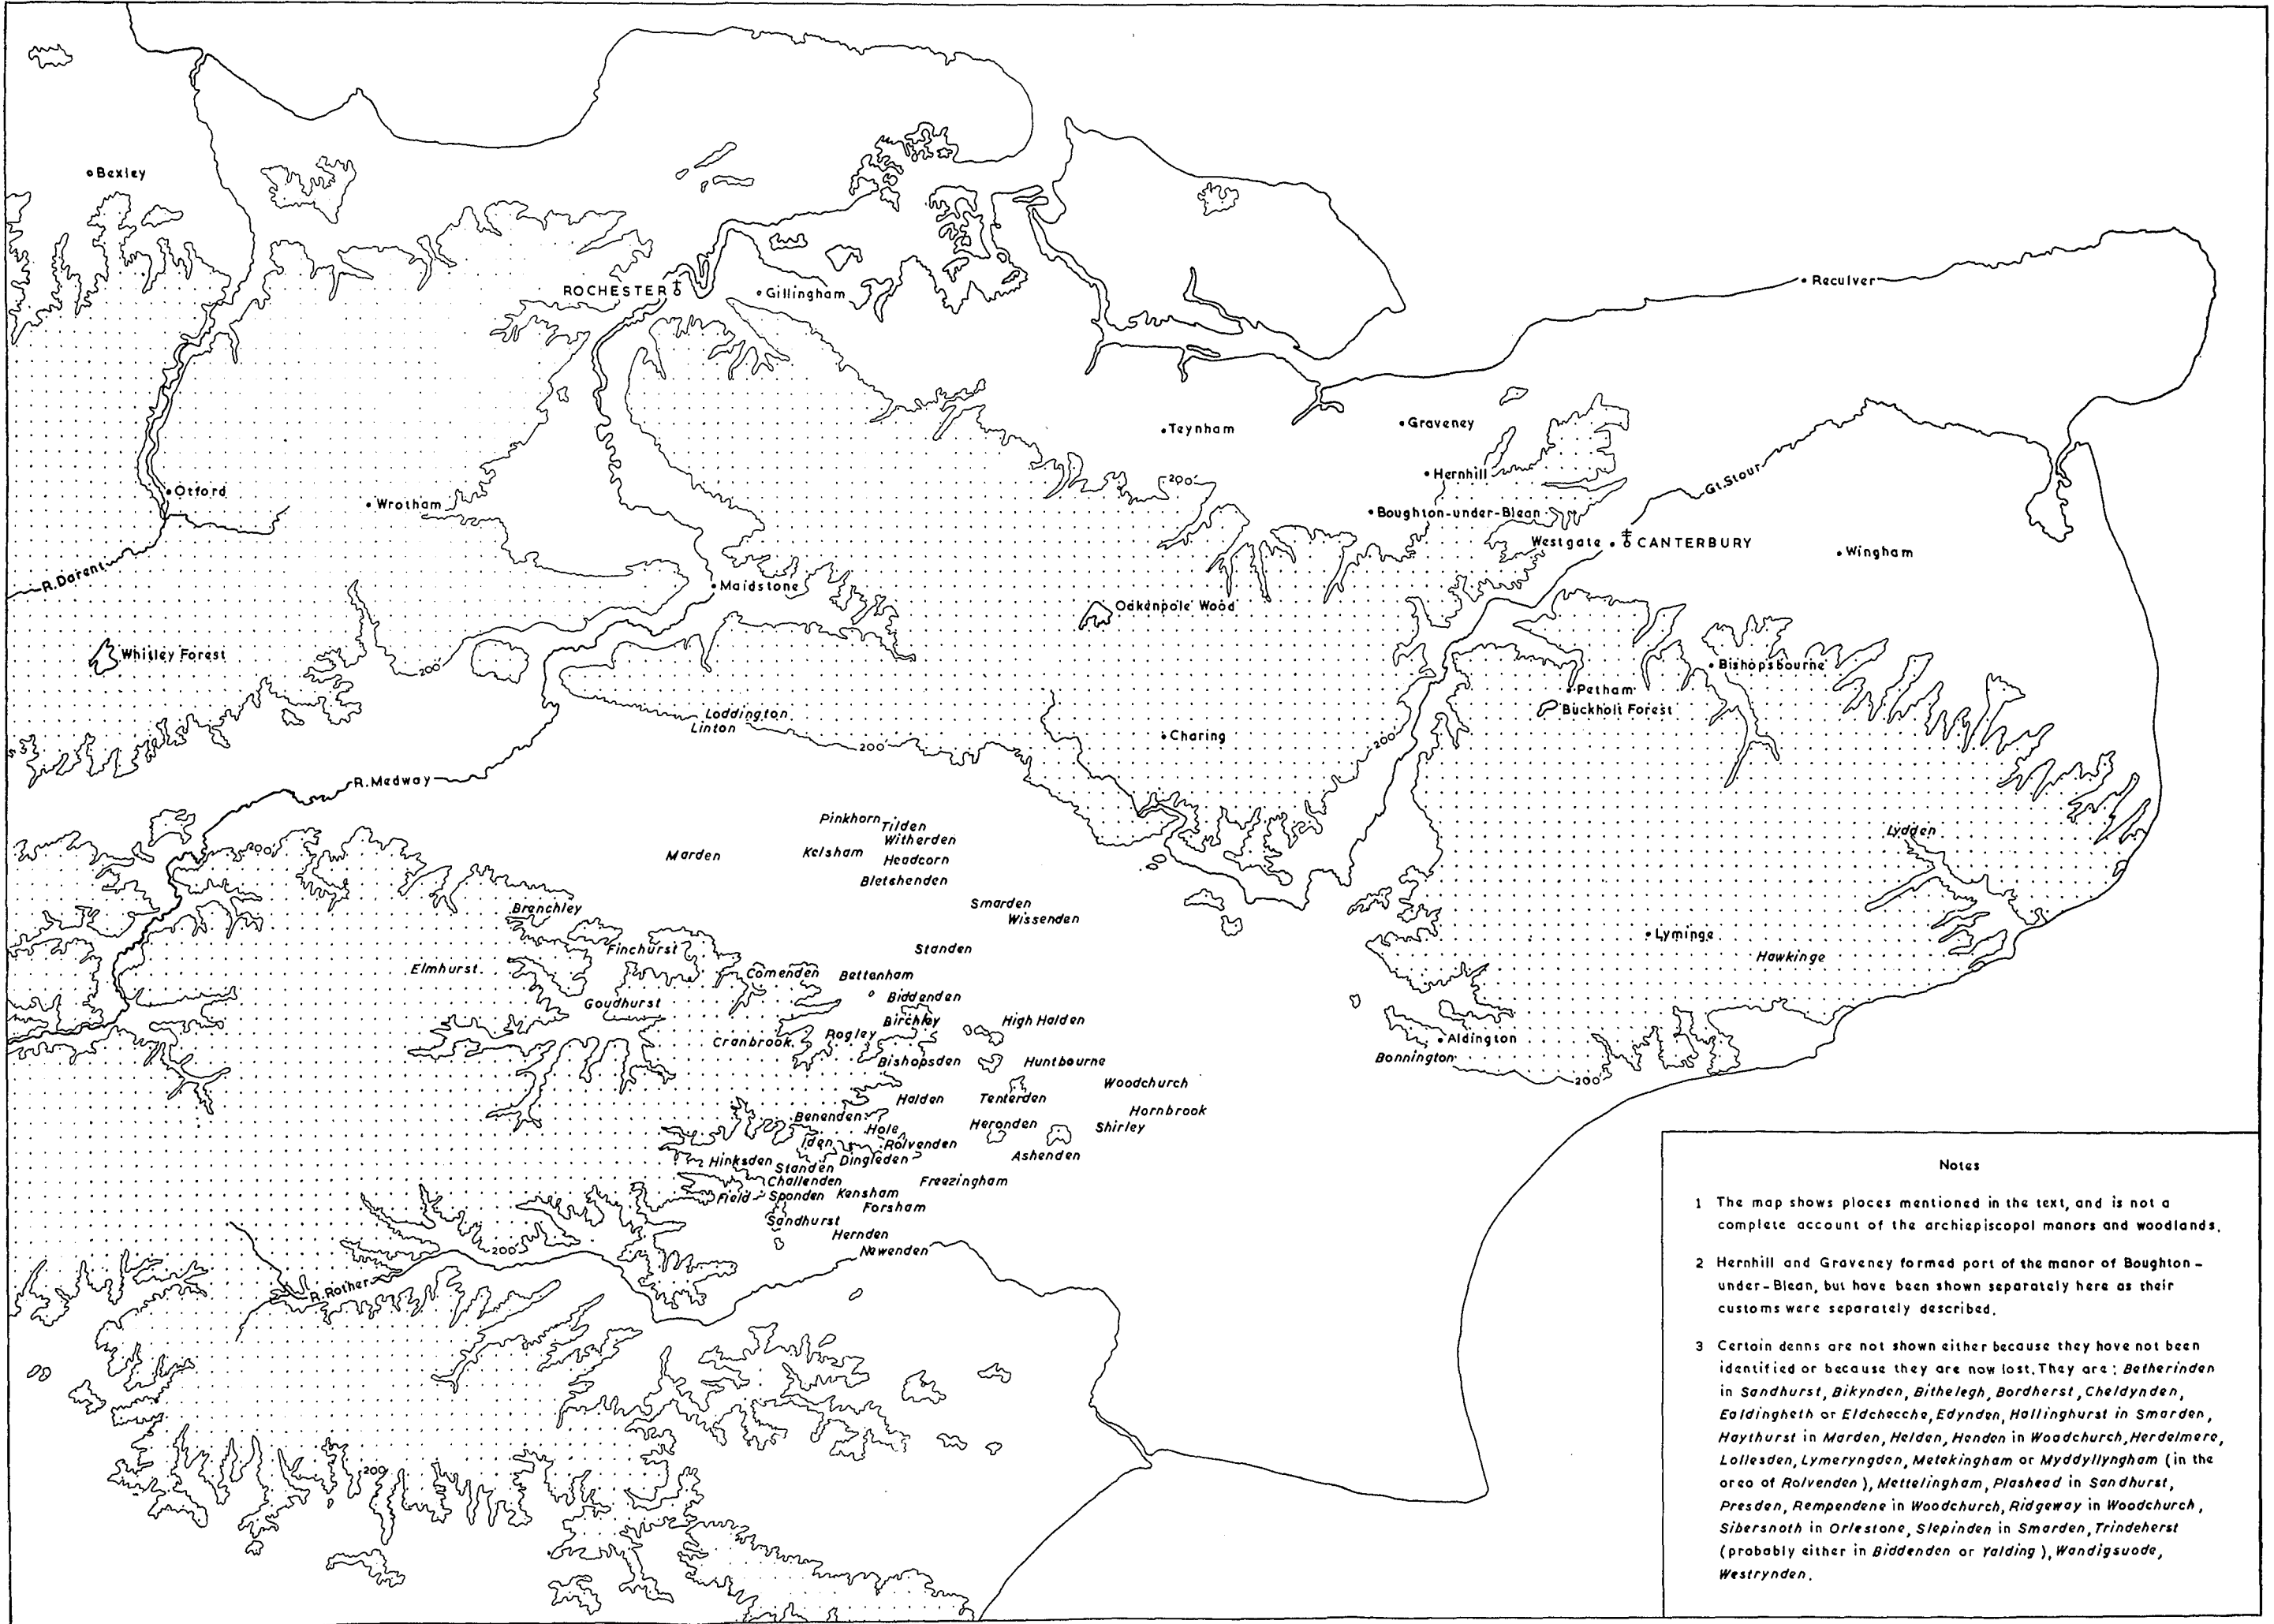 Bexley
ROCHESTER
Gillingham
Reculver
Teynham
Graveney
Hernhill
200
Gt.Stour
Otford
Wrotham
Boughton-under-Blean
Westgate
CANTERBURY
Wingham
R.Darent
Maidstone
Oakenpole Wood
Whitley Forest
200
Bishopsbourne
Petham
Buckholt Forest
Loddington
Linton
200
Charing
200
R.Medway
Pinkhorn
Tilden
Witherden
Marden
Kelsham
Headcorn
Bletchenden
Lydden
200
Smarden
Wissenden
Brenchley
Finchurst
Standen
Lyminge
Hawkinge
Elmhurst
Comenden
Bettenham
Goudhurst
Biddenden
Birchley
High Halden
Cranbrook
Rogley
Aldington
Bishopsden
Huntbourne
Bonnington
200
Woodchurch
Halden
Tenterden
Hornbrook
Benenden
Hole
Heronden
Shirley
Iden
Rolvenden
Ashenden
Hinksden
Standen
Dingleden
Challenden
Freezingham
Field
Sponden
Kensham
Forsham
Sandhurst
Hernden
Newenden
200
R.Rother
200
Notes
1 The map shows places mentioned in the text, and is not a
complete account of the archiepiscopal manors and woodlands.
2 Hernhill and Graveney formed part of the manor of Boughton-
under-Blean, but have been shown separately here as their
customs were separately described.
3 Certain denns are not shown either because they have not been
identified or because they are now lost. They are: Betherinden
in Sandhurst, Bikynden, Bithelegh, Bordherst, Cheldynden,
Ealdingheth or Eldchecche, Edynden, Hallinghurst in Smarden,
Haythurst in Marden, Helden, Henden in Woodchurch, Herdelmere,
Lollesden, Lymeryngden, Metekingham or Myddyllyngham (in the
area of Rolvenden), Mettelingham, Plashead in Sandhurst,
Presden, Rempendene in Woodchurch, Ridgeway in Woodchurch,
Sibersnoth in Orlestone, Slepinden in Smarden, Trindeherst
(probably either in Biddenden or Yalding), Wandigsuode,
Westrynden.